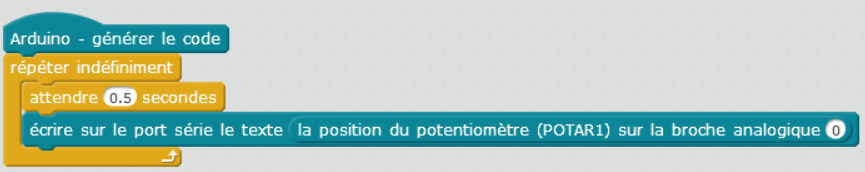 Arduino - générer le code
répéter indéfiniment
attendre 0.5 secondes
écrire sur le port série le texte la position du potentiomètre (POTAR1) sur la broche analogique 0